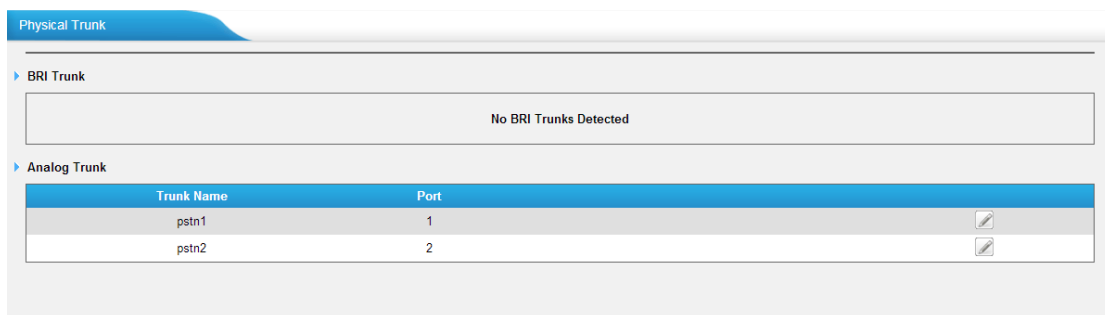 Physical Trunk
BRI Trunk
No BRI Trunks Detected
Analog Trunk
Trunk Name Port
pstn1 1
pstn2 2